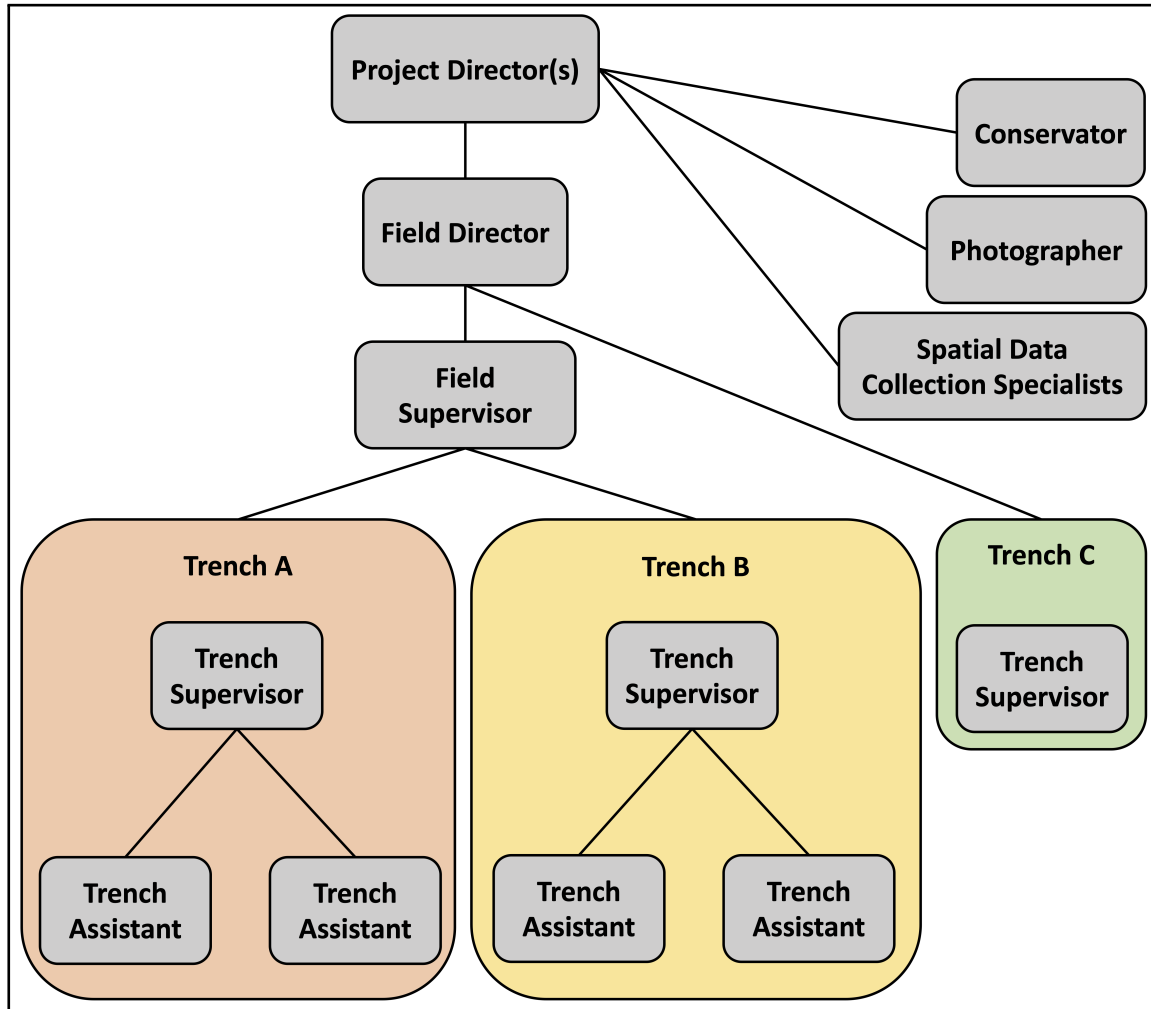 Project Director(s)
Conservator
Field Director
Photographer
Spatial Data
Collection Specialists
Field
Supervisor
Trench A
Trench
Supervisor
Trench
Assistant
Trench
Assistant
Trench B
Trench
Supervisor
Trench
Assistant
Trench
Assistant
Trench C
Trench
Supervisor